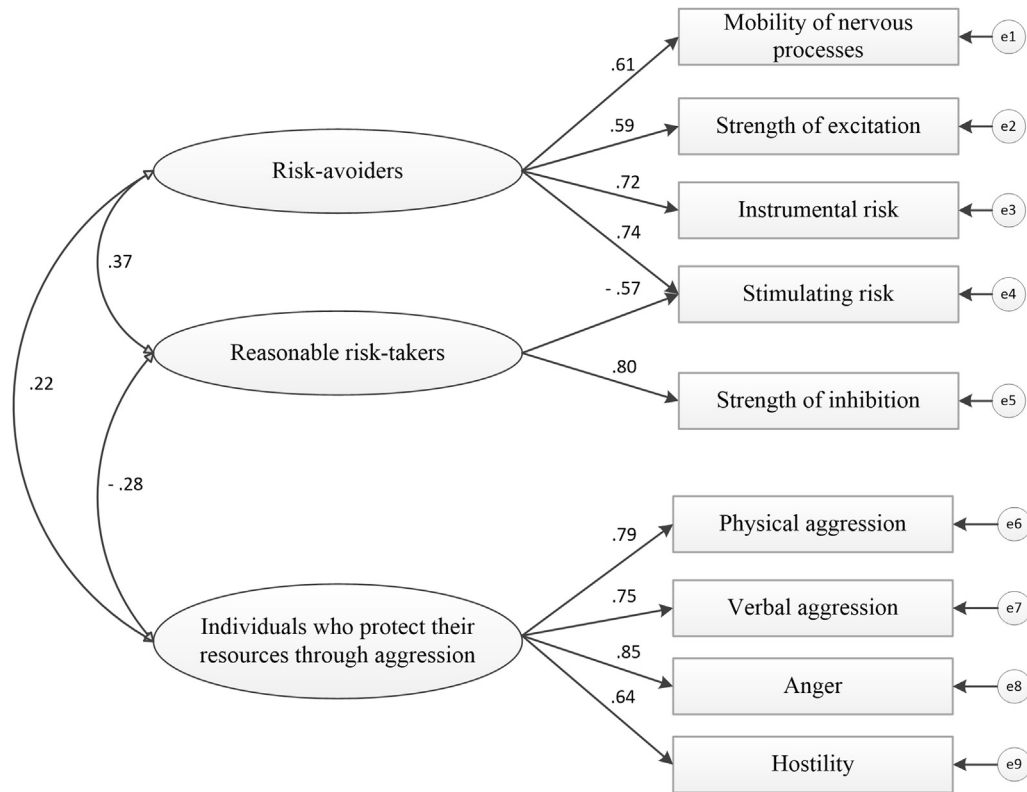 Mobility of nervous
processes
e1
.61
Strength of excitation
e2
.59
Risk-avoiders
.72
Instrumental risk
e3
.74
.37
- .57
Stimulating risk
e4
Reasonable risk-takers
.80
.22
Strength of inhibition
e5
- .28
Physical aggression
e6
.79
.75
Verbal aggression
e7
Individuals who protect their
resources through aggression
.85
Anger
e8
.64
Hostility
e9